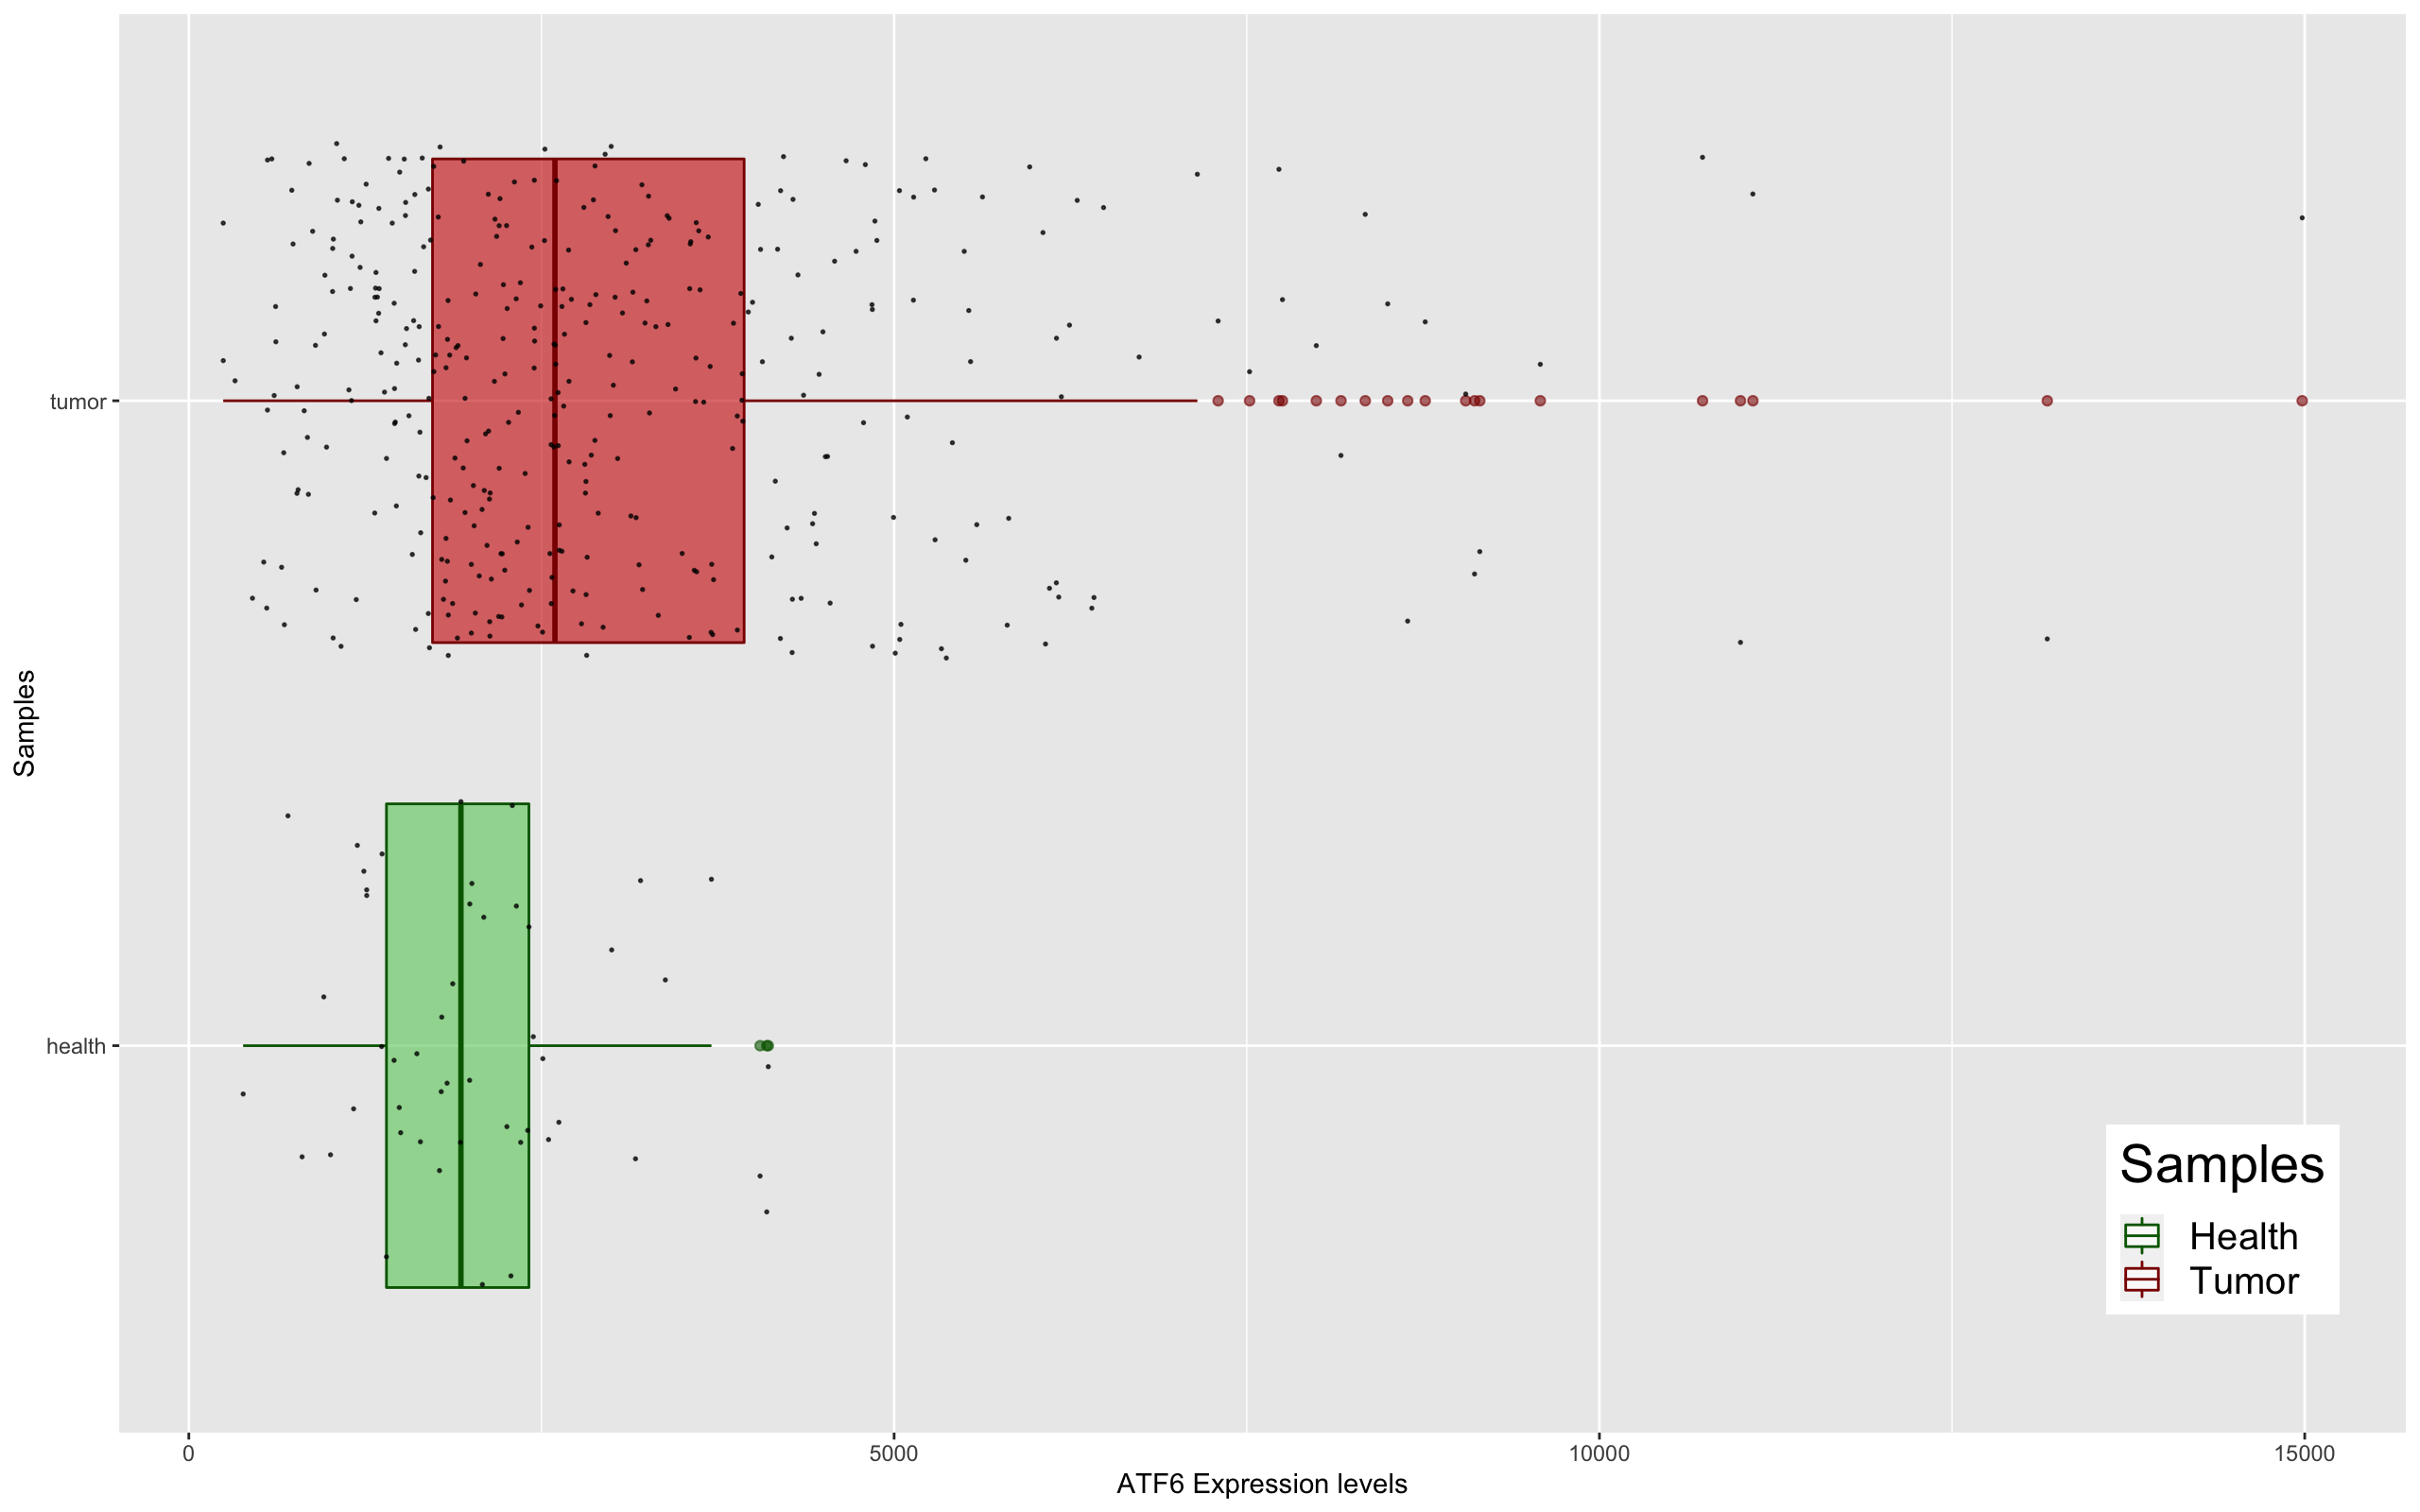 Samples
tumor
health
0
5000
10000
15000
ATF6 Expression levels
Samples
Health
Tumor